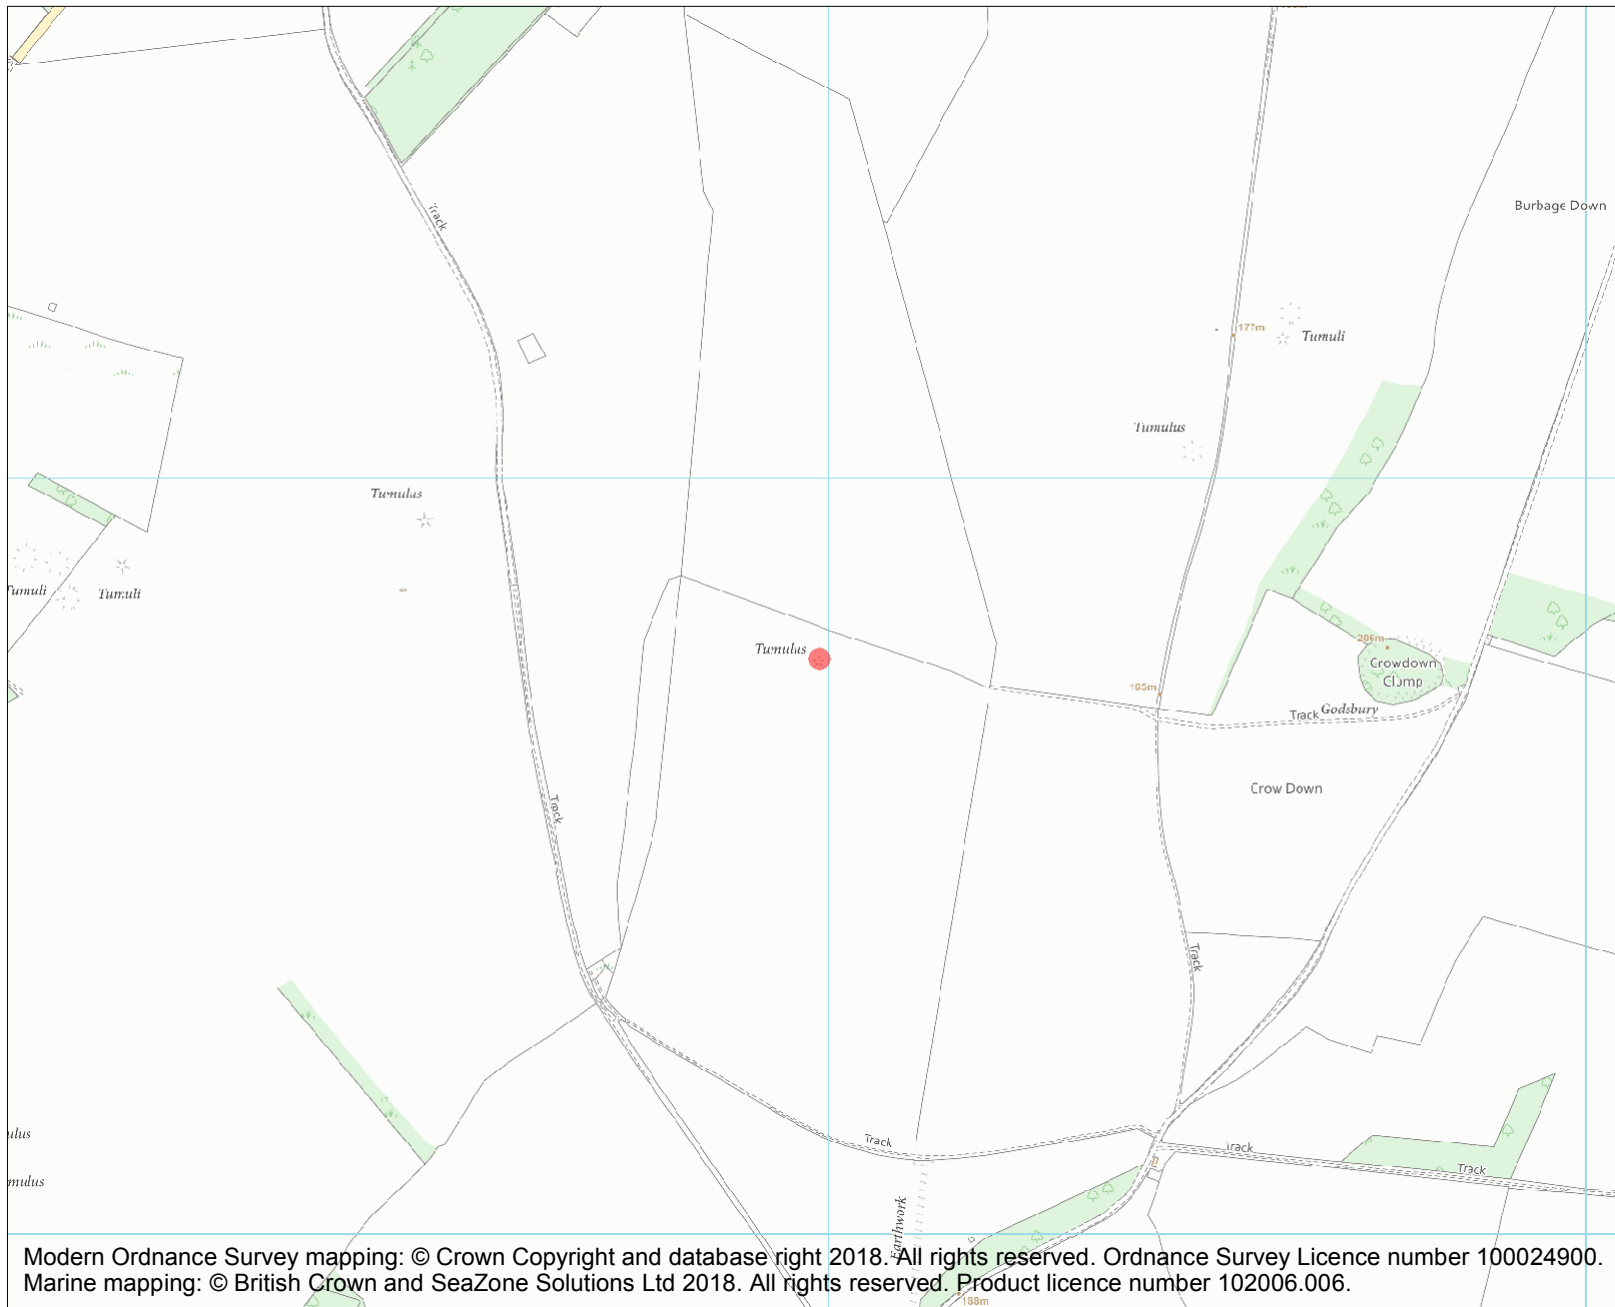 Track
Burbage Down
177m
Tumuli
Tumulus
Tumulus
Tumuli
Tumuli
Tumulus
206m
Crowdown
Clump
165m
Track
Godsbury
Crow Down
Track
Track
Track
Track
Track
ulus
mulus
Earthwork
Modern Ordnance Survey mapping: © Crown Copyright and database right 2018. All rights reserved. Ordnance Survey Licence number 100024900.
Marine mapping: © British Crown and SeaZone Solutions Ltd 2018. All rights reserved. Product licence number 102006.006.
188m